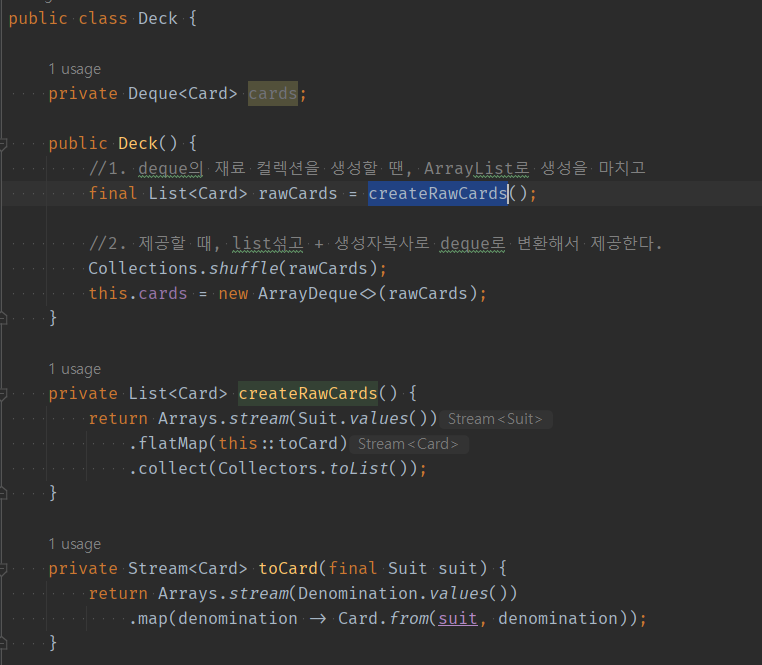 public class Deck {
1 usage
private Deque<Card> cards;
public Deck() {
//1. deque의 재료 컬렉션을 생성할 땐, ArrayList로 생성을 마치고
final List<Card> rawCards = createRawCards();
//2. 제공할 때, list섞고 + 생성자복사로 deque로 변환해서 제공한다.
Collections.shuffle(rawCards);
this.cards = new ArrayDeque<>(rawCards);
}
1 usage
private List<Card> createRawCards() {
return Arrays.stream(Suit.values()) Stream<Suit>
.flatMap(this::toCard) Stream<Card>
.collect(Collectors.toList());
}
1 usage
private Stream<Card> toCard(final Suit suit) {
return Arrays.stream(Denomination.values())
.map(denomination -> Card.from(suit, denomination));
}